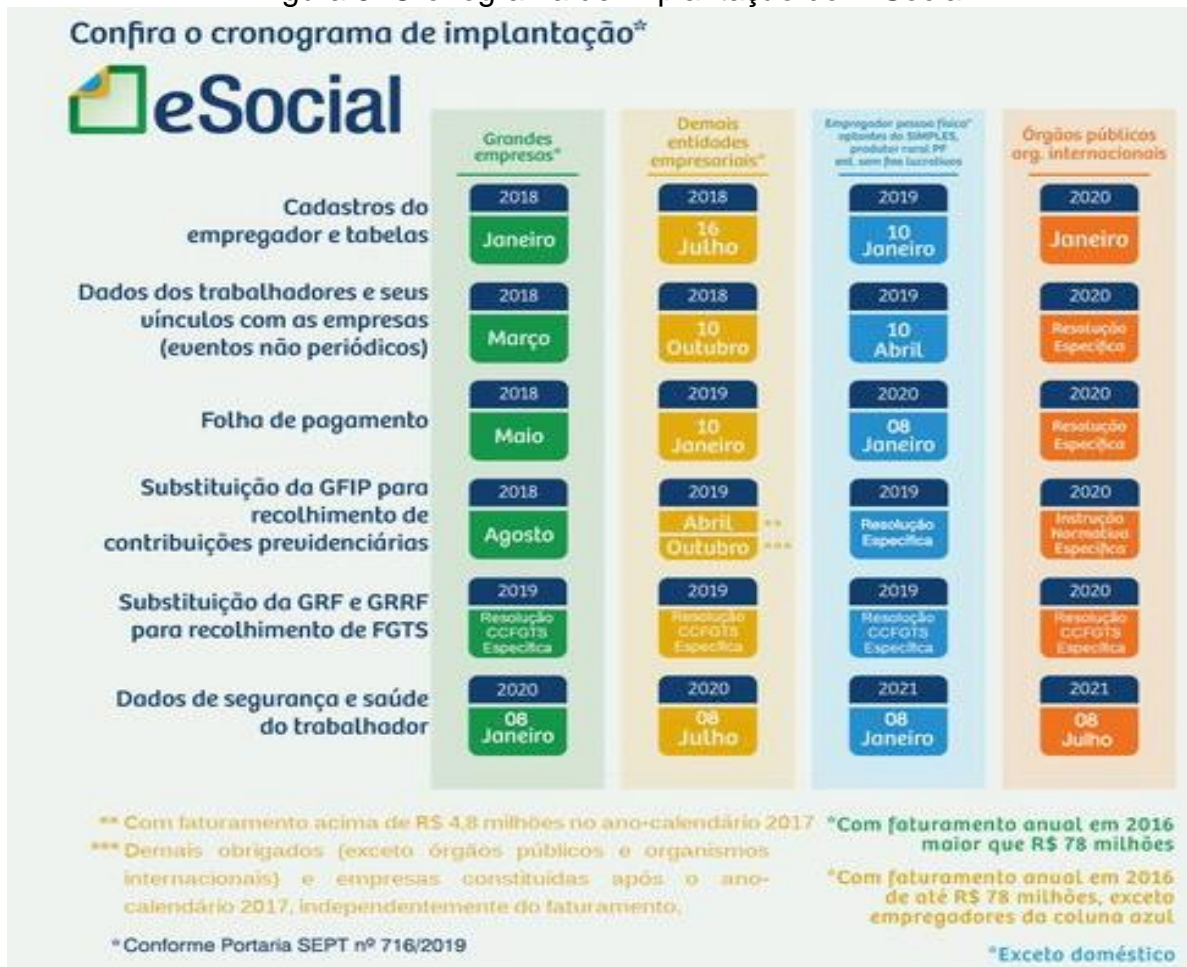 Confira o cronograma de implantação*
eSocial
Grandes
empresas*
Demais
entidades
empresariais*
Empregador pessoa física*
optantes do SIMPLES,
produtor rural PF
ent. sem fins lucrativos
Órgãos públicos
org. internacionais
Cadastros do
empregador e tabelas
2018
Janeiro
2018
16
Julho
2019
10
Janeiro
2020
Janeiro
Dados dos trabalhadores e seus
vínculos com as empresas
(eventos não periódicos)
2018
Março
2018
10
Outubro
2019
10
Abril
2020
Resolução
Específica
Folha de pagamento
2018
Maio
2019
10
Janeiro
2020
08
Janeiro
2020
Resolução
Específica
Substituição da GFIP para
recolhimento de
contribuições previdenciárias
2018
Agosto
2019
Abril **
Outubro ***
2019
Resolução
Específica
2020
Instrução
Normativa
Específica
Substituição da GRF e GRRF
para recolhimento de FGTS
2019
Resolução
CCFGTS
Específica
2019
Resolução
CCFGTS
Específica
2019
Resolução
CCFGTS
Específica
2020
Resolução
CCFGTS
Específica
Dados de segurança e saúde
do trabalhador
2020
08
Janeiro
2020
08
Julho
2021
08
Janeiro
2021
08
Julho
** Com faturamento acima de R$ 4,8 milhões no ano-calendário 2017
*** Demais obrigados (exceto órgãos públicos e organismos
internacionais) e empresas constituídas após o ano-
calendário 2017, independentemente do faturamento.
* Conforme Portaria SEPT nº 716/2019
*Com faturamento anual em 2016
maior que R$ 78 milhões
*Com faturamento anual em 2016
de até R$ 78 milhões, exceto
empregadores da coluna azul
*Exceto doméstico